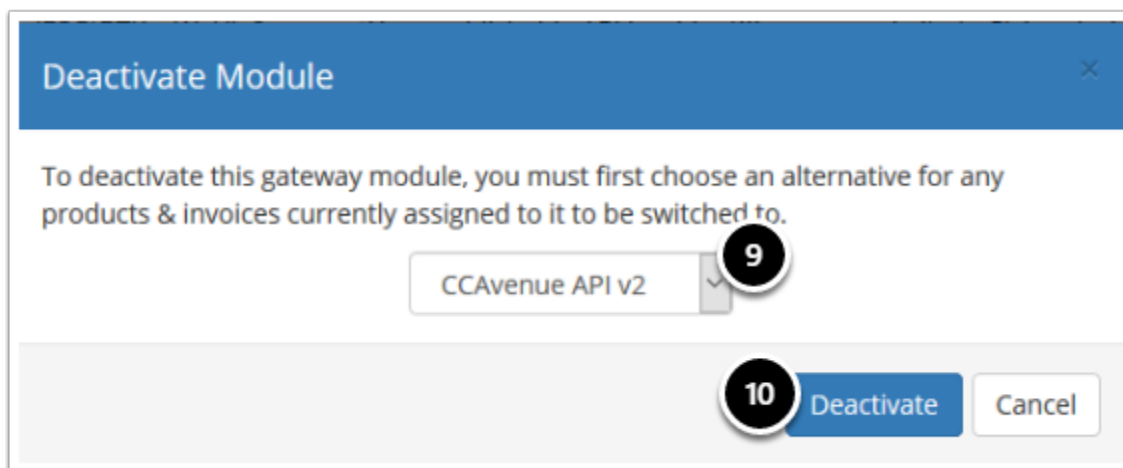 Deactivate Module
×
To deactivate this gateway module, you must first choose an alternative for any
products & invoices currently assigned to it to be switched to.
9
CCAvenue API v2
10
Deactivate
Cancel